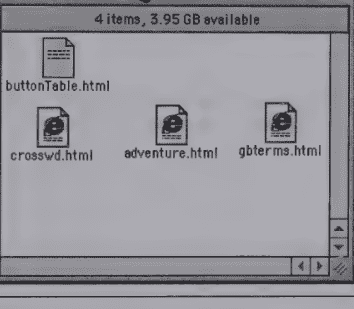 4 items, 3.95 GB available
buttonTable.html
crosswd.html
adventure.html
gbterms.html